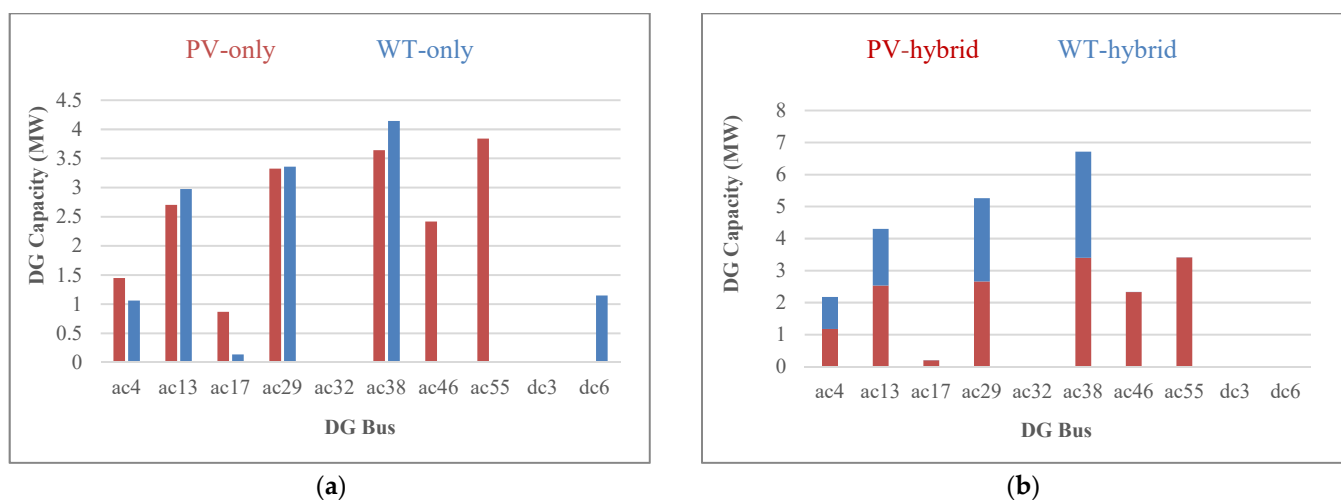 PV-only WT-only
DG Capacity (MW)
4.5
4
3.5
3
2.5
2
1.5
1
0.5
0
ac4 ac13 ac17 ac29 ac32 ac38 ac46 ac55 dc3 dc6
DG Bus
(a)
PV-hybrid WT-hybrid
DG Capacity (MW)
8
7
6
5
4
3
2
1
0
ac4 ac13 ac17 ac29 ac32 ac38 ac46 ac55 dc3 dc6
DG Bus
(b)